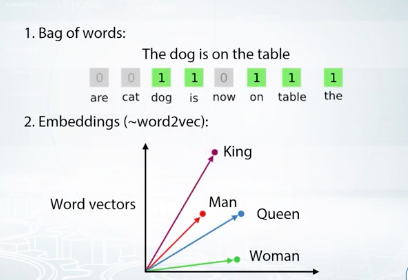 1. Bag of words:
The dog is on the table
0 0 1 1 0 1 1 1
are cat dog is now on table the
2. Embeddings (~word2vec):
King
Word vectors
Man
Queen
Woman